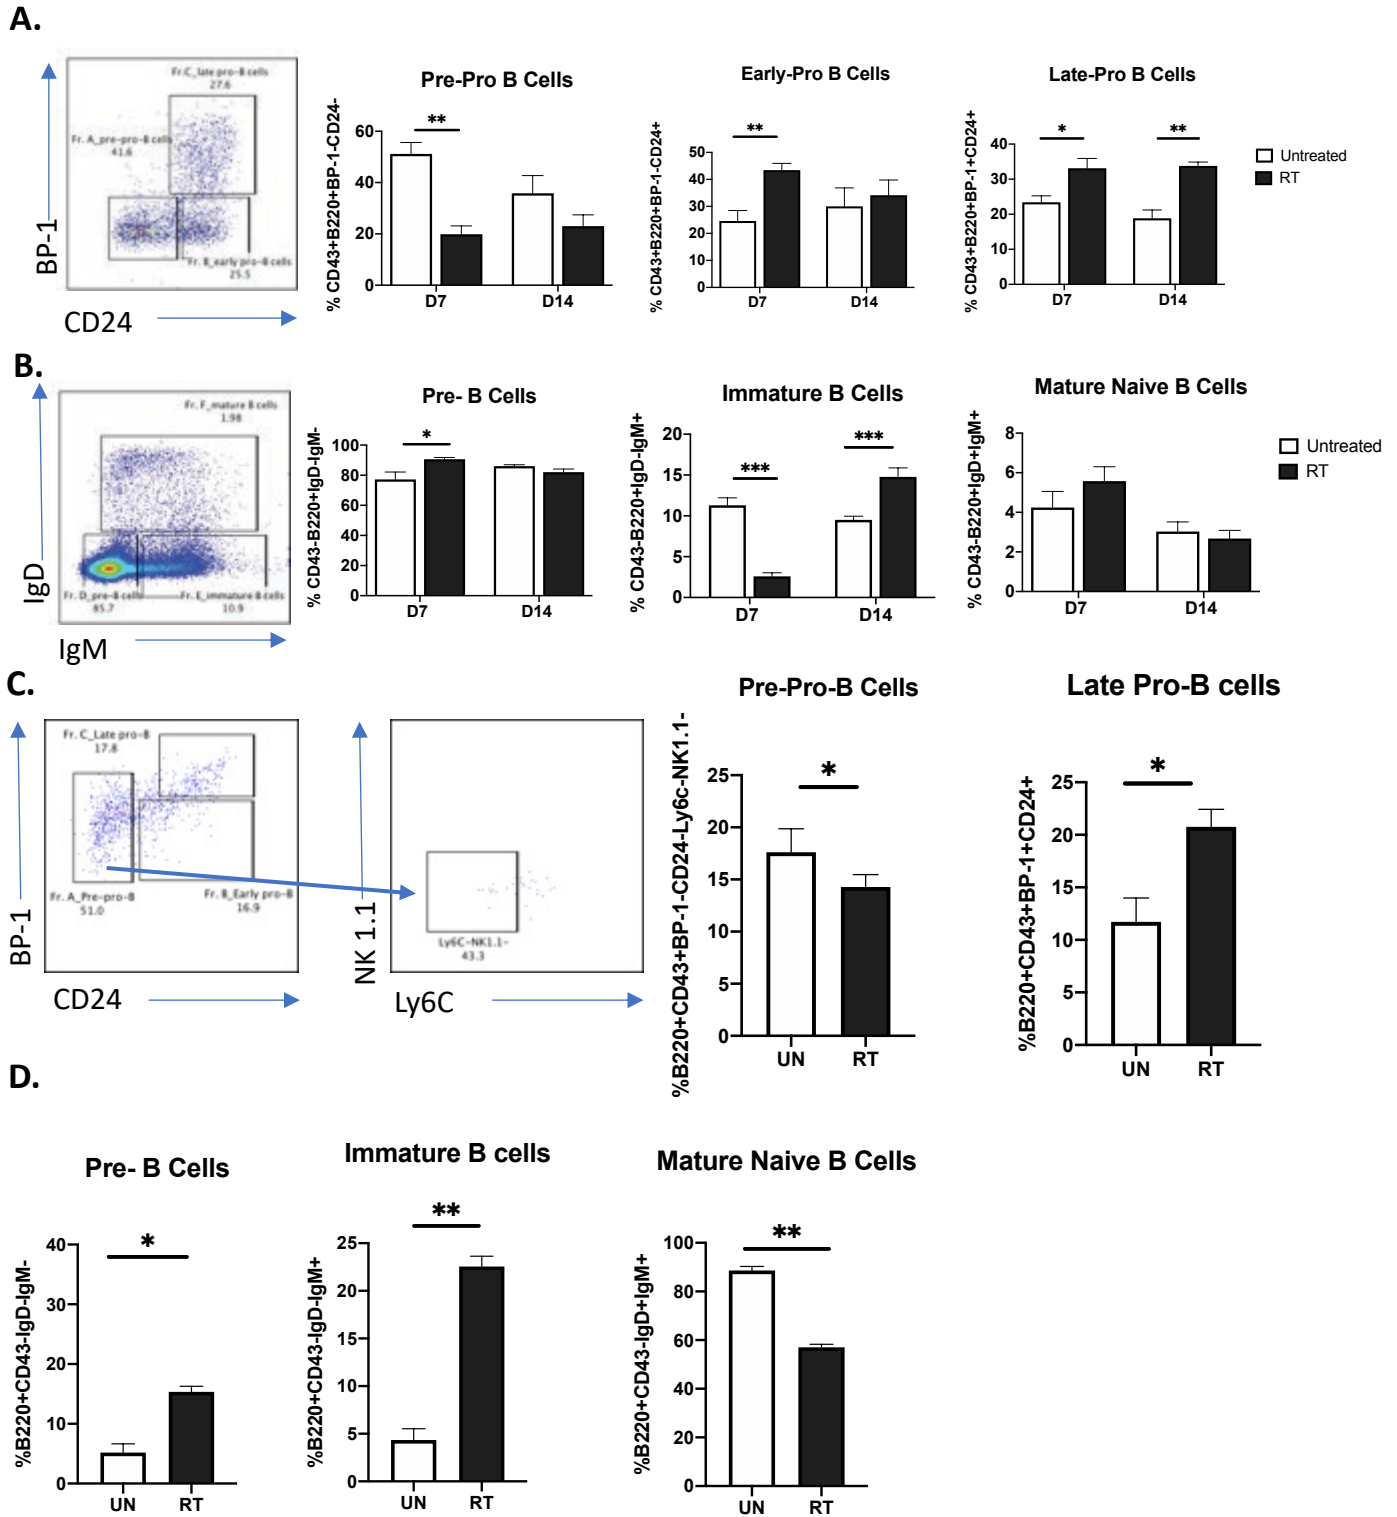 A.
Fr.C_late pro-B cells
27.6
Fr. A_pre-pro-B cells
41.6
Fr. B_early pro-B cells
25.5
BP-1
CD24
Pre-Pro B Cells
% CD43+B220+BP-1-CD24-
60
40
20
0
**
D7
D14
Early-Pro B Cells
% CD43+B220+BP-1-CD24+
50
40
30
20
10
0
**
D7
D14
Late-Pro B Cells
% CD43+B220+BP-1+CD24+
40
30
20
10
0
*
**
D7
D14
Untreated
RT
B.
Fr. F_mature B cells
1.98
Fr. D_pre-B cells
85.7
Fr. E_immature B cells
10.9
IgD
IgM
Pre- B Cells
% CD43-B220+IgD-IgM-
100
80
60
40
20
0
*
D7
D14
Immature B Cells
% CD43-B220+IgD-IgM+
20
15
10
5
0
***
***
D7
D14
Mature Naive B Cells
% CD43-B220+IgD+IgM+
8
6
4
2
0
D7
D14
Untreated
RT
C.
Fr. C_Late pro-B
17.8
Fr. A_Pre-pro-B
51.0
Fr. B_Early pro-B
16.9
BP-1
CD24
Ly6C-NK1.1-
43.3
NK 1.1
Ly6C
Pre-Pro-B Cells
%B220+CD43+BP-1-CD24-Ly6c-NK1.1-
25
20
15
10
5
0
*
UN
RT
Late Pro-B cells
%B220+CD43+BP-1+CD24+
25
20
15
10
5
0
*
UN
RT
D.
Pre- B Cells
%B220+CD43-IgD-IgM-
40
30
20
10
0
*
UN
RT
Immature B cells
%B220+CD43-IgD-IgM+
25
20
15
10
5
0
**
UN
RT
Mature Naive B Cells
%B220+CD43-IgD+IgM+
100
80
60
40
20
0
**
UN
RT